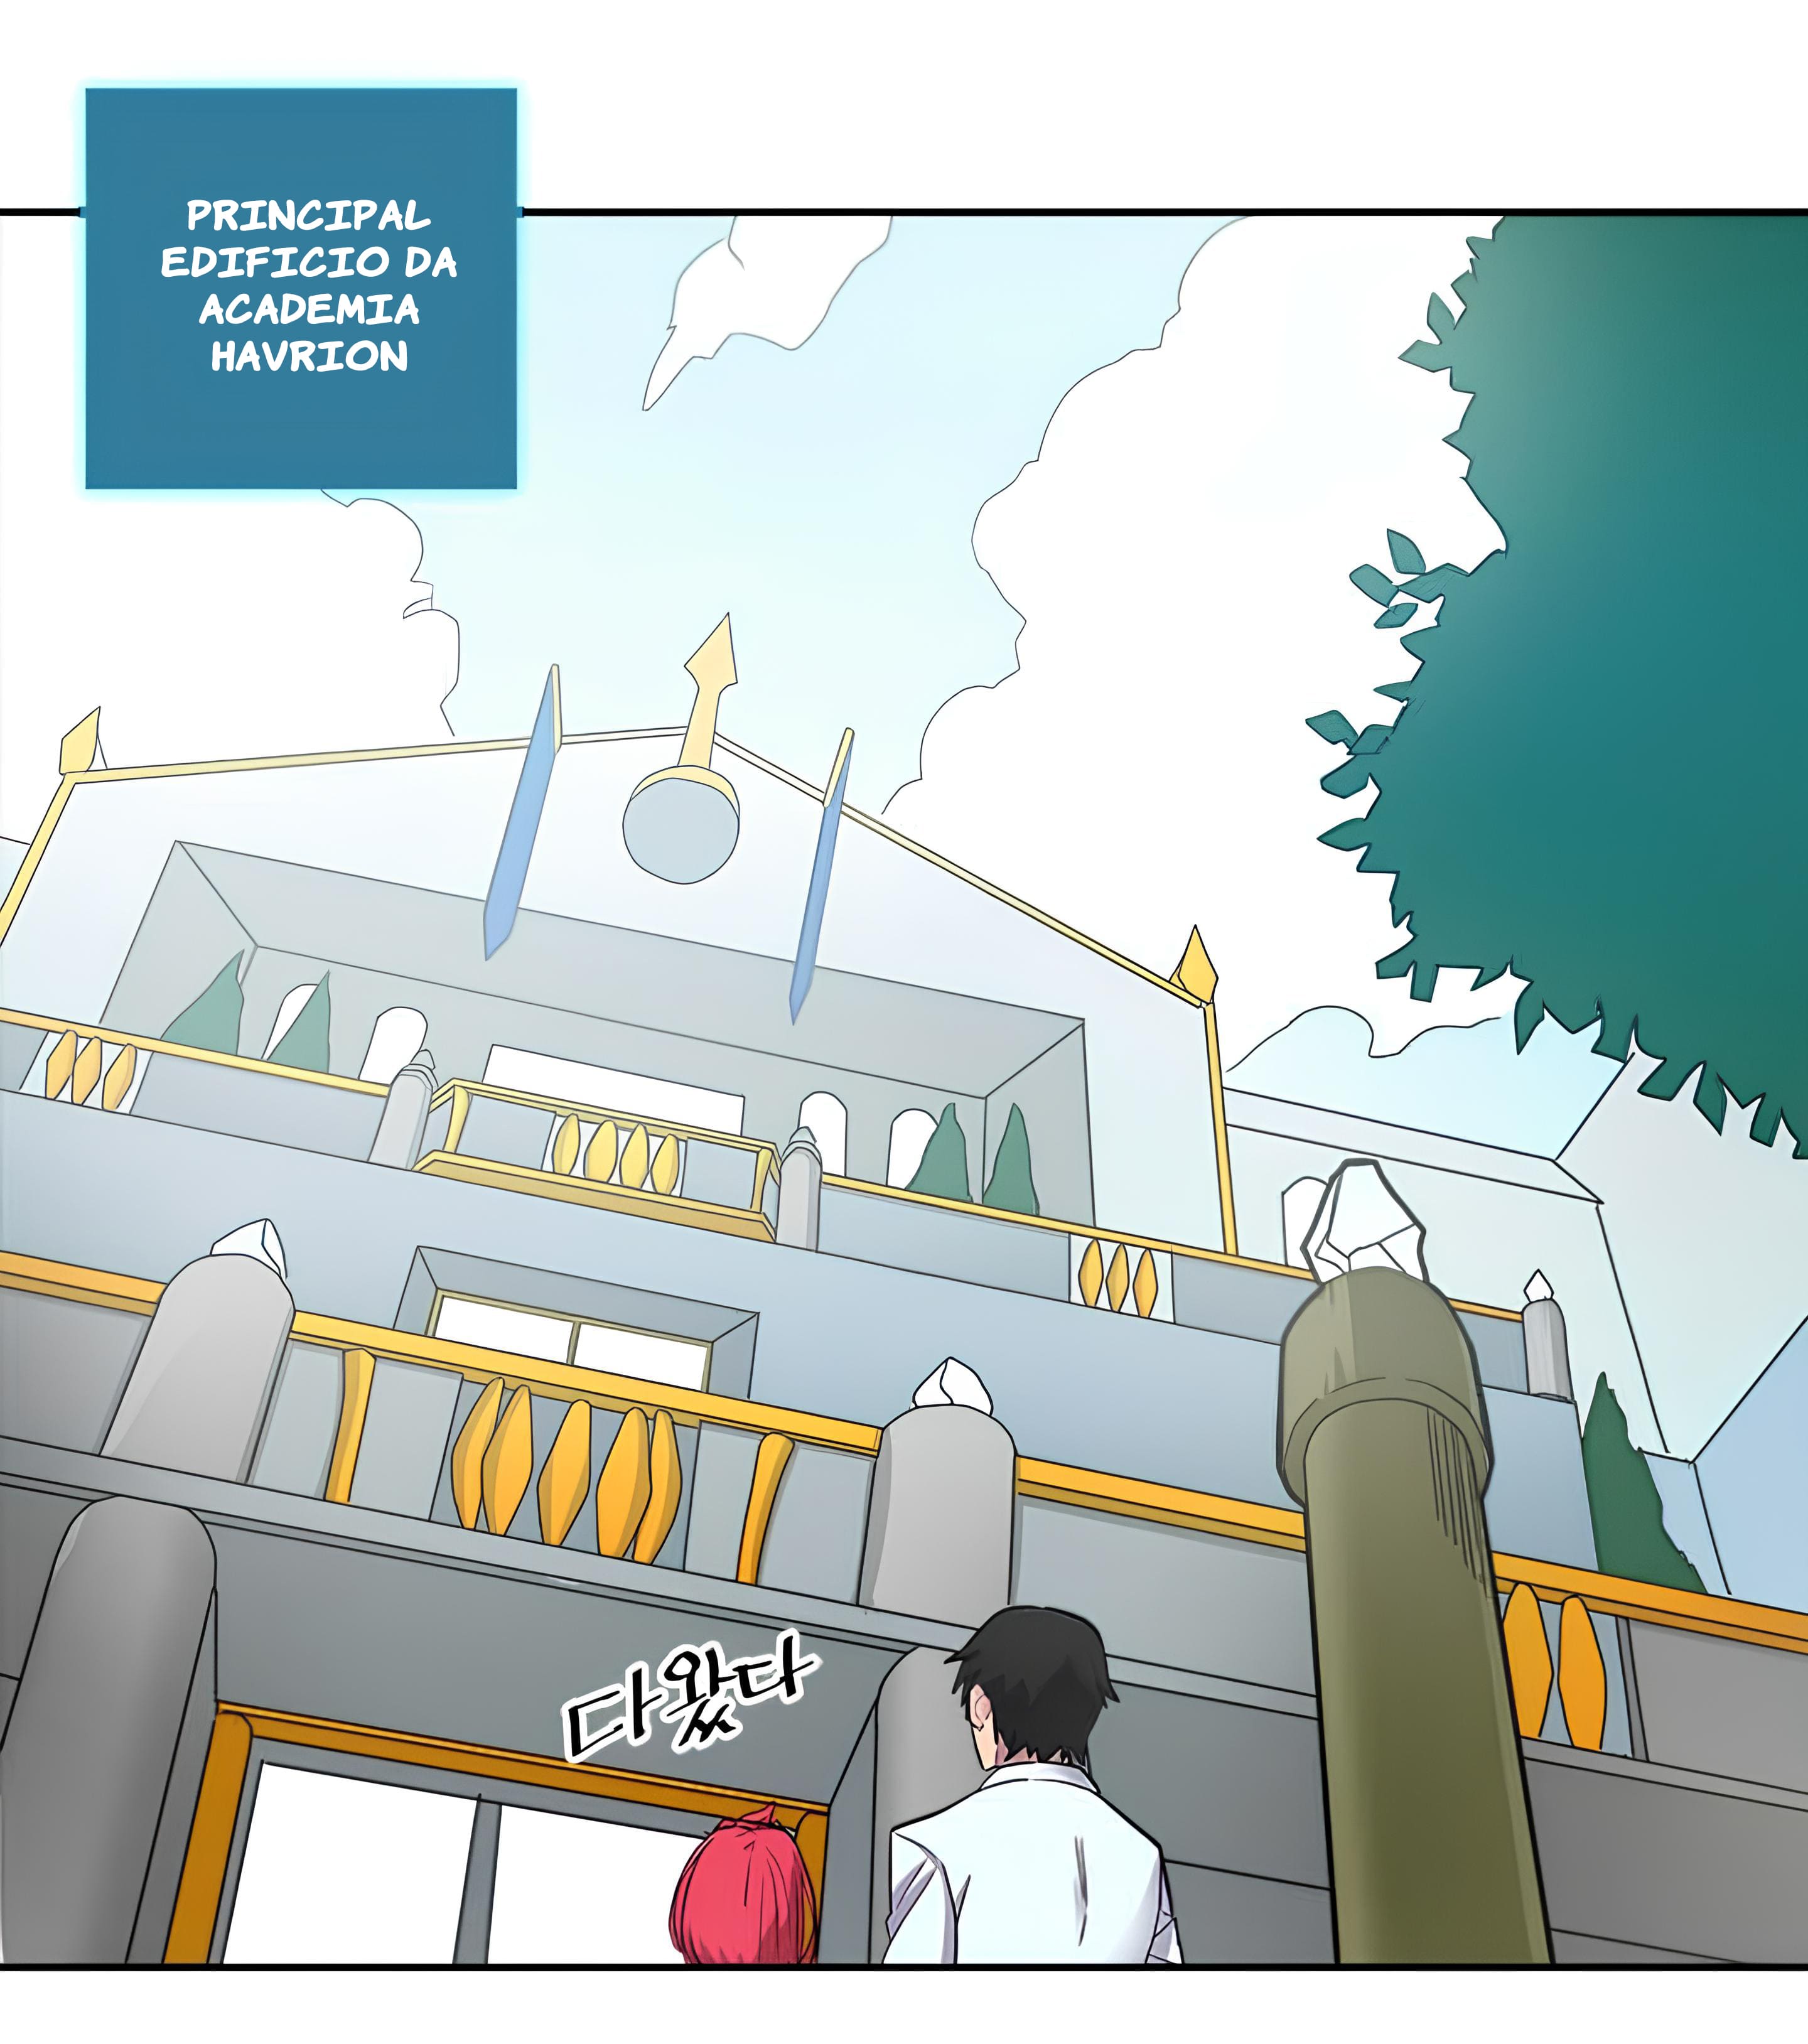 PRINCIPAL
EDIFICIO DA
ACADEMIA
HAVRION
다왔다